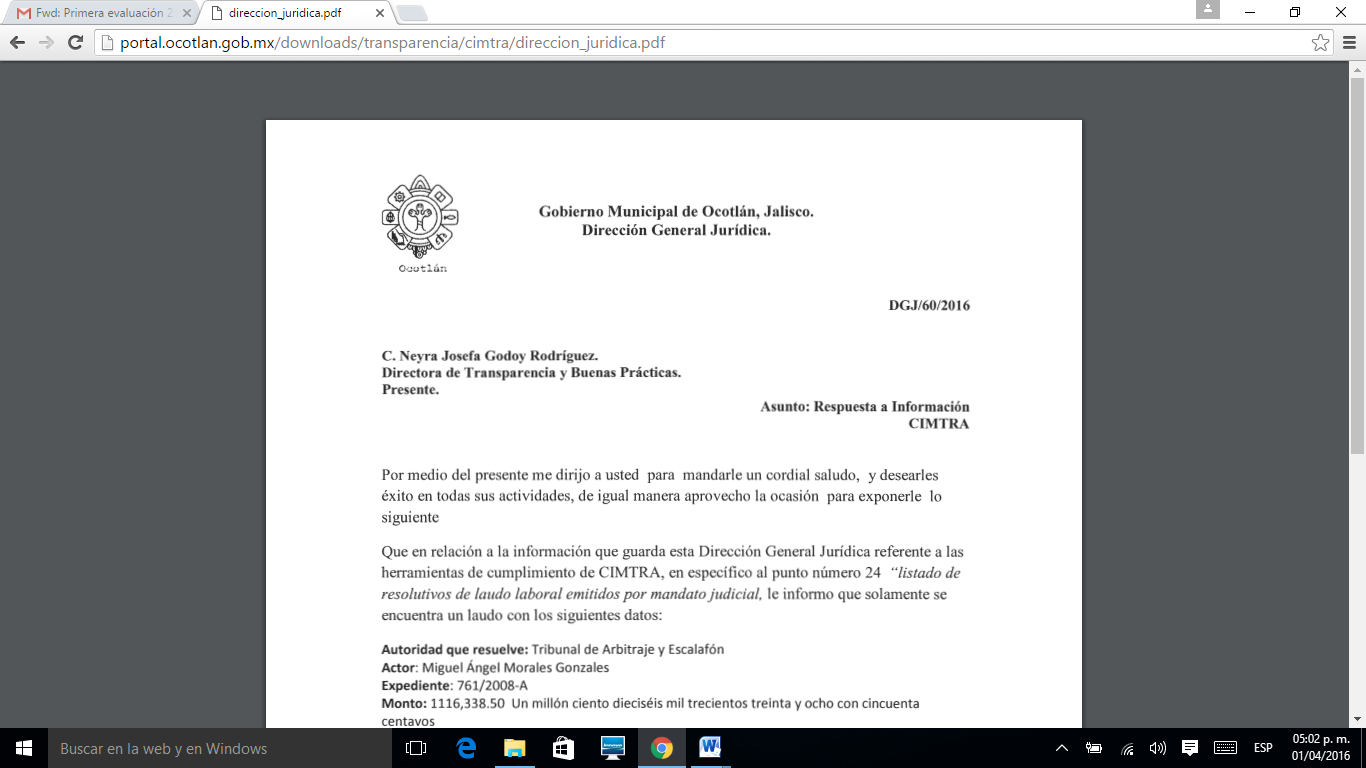 Fwd: Primera evaluación 2
direccion_juridica.pdf
portal.ocotlan.gob.mx/downloads/transparencia/cimtra/direccion_juridica.pdf
Ocotlán
Gobierno Municipal de Ocotlán, Jalisco.
Dirección General Jurídica.
DGJ/60/2016
C. Neyra Josefa Godoy Rodríguez.
Directora de Transparencia y Buenas Prácticas.
Presente.
Asunto: Respuesta a Información
CIMTRA
Por medio del presente me dirijo a usted para mandarle un cordial saludo, y desearles
éxito en todas sus actividades, de igual manera aprovecho la ocasión para exponerle lo
siguiente
Que en relación a la información que guarda esta Dirección General Jurídica referente a las
herramientas de cumplimiento de CIMTRA, en específico al punto número 24 “listado de
resolutivos de laudo laboral emitidos por mandato judicial, le informo que solamente se
encuentra un laudo con los siguientes datos:
Autoridad que resuelve: Tribunal de Arbitraje y Escalafón
Actor: Miguel Ángel Morales Gonzales
Expediente: 761/2008-A
Monto: 1116,338.50 Un millón ciento dieciséis mil trecientos treinta y ocho con cincuenta
centavos
Buscar en la web y en Windows
ESP
05:02 p. m.
01/04/2016